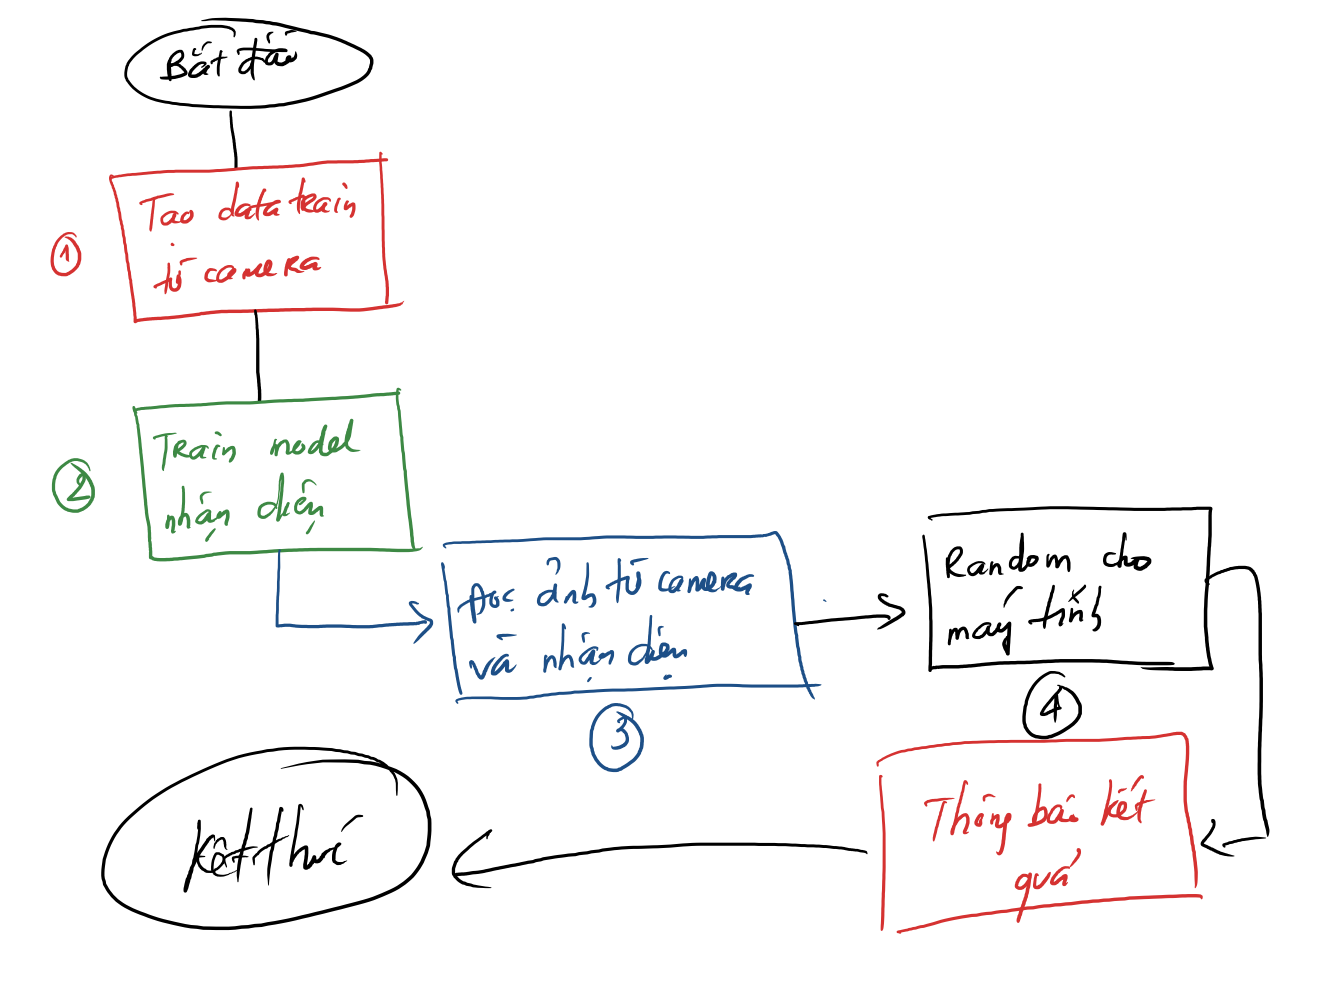 Bắt đầu
①
Tạo data train
từ camera
②
Train model
nhận diện
Đọc ảnh từ camera
và nhận diện
③
Random cho
máy tính
④
Thông báo kết
quả
Kết thúc